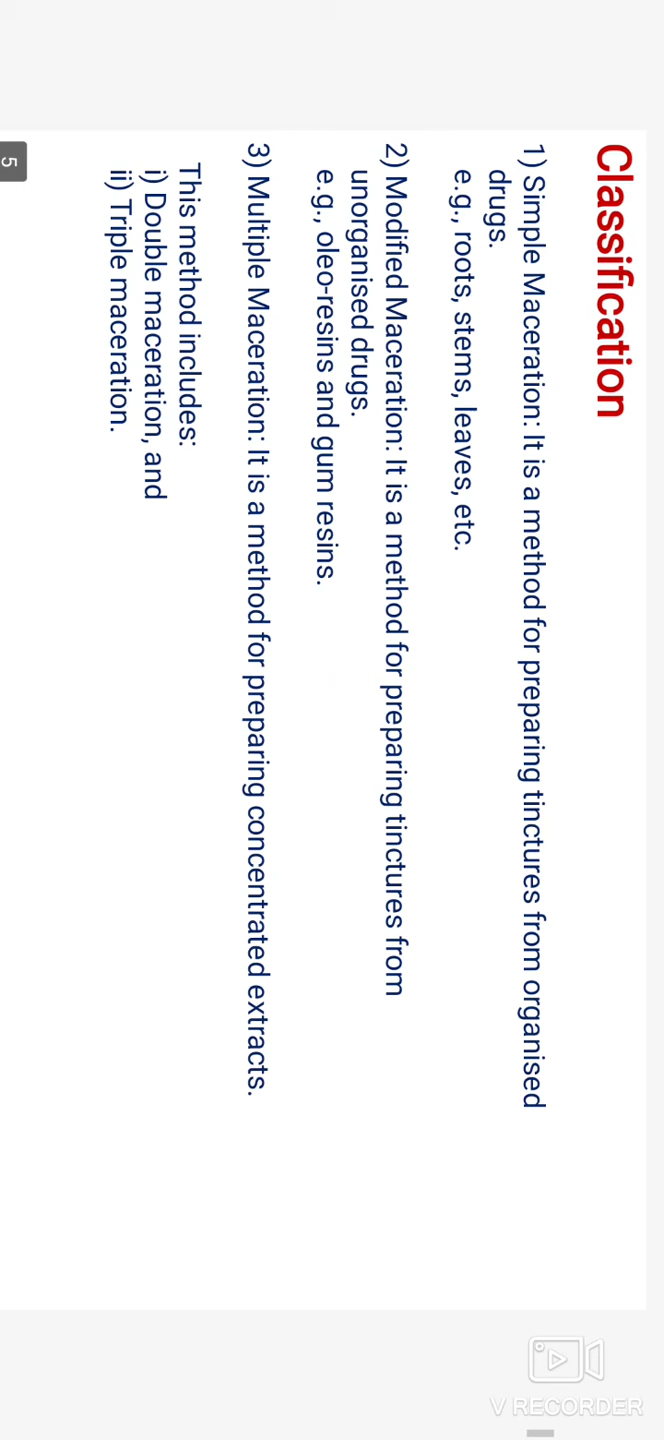 Classification
1) Simple Maceration: It is a method for preparing tinctures from organised
drugs.
e.g., roots, stems, leaves, etc.
2) Modified Maceration: It is a method for preparing tinctures from
unorganised drugs.
e.g., oleo-resins and gum resins.
3) Multiple Maceration: It is a method for preparing concentrated extracts.
This method includes:
i) Double maceration, and
ii) Triple maceration.
5
V RECORDER